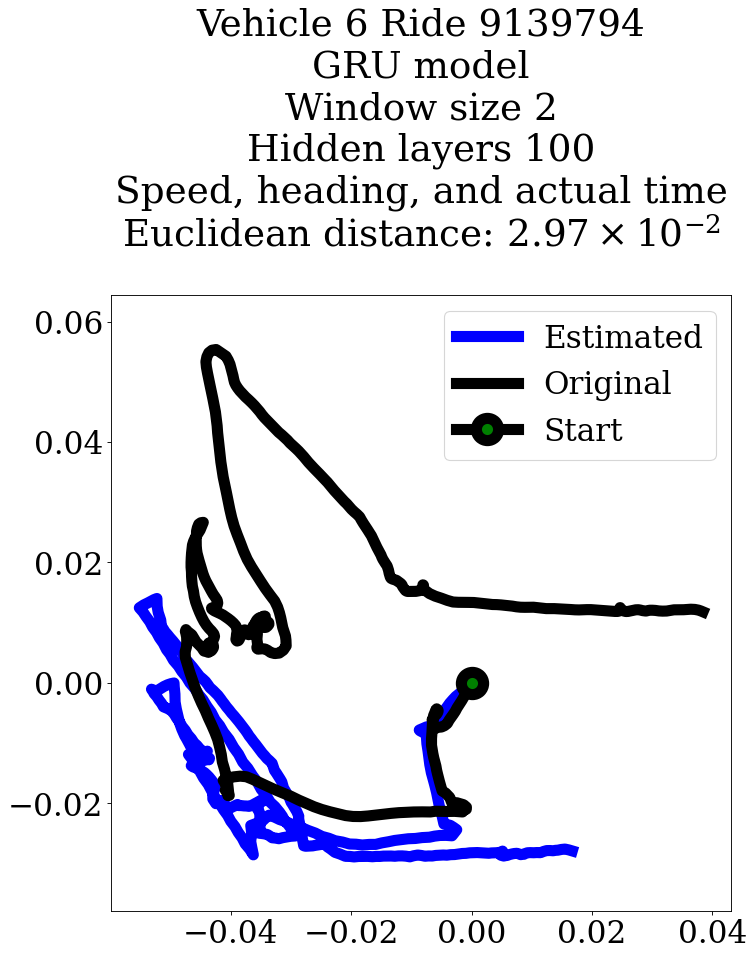 Vehicle 6 Ride 9139794
GRU model
Window size 2
Hidden layers 100
Speed, heading, and actual time
Euclidean distance: 2.97 × 10⁻²
Estimated
Original
Start
0.06
0.04
0.02
0.00
−0.02
−0.04
−0.02
0.00
0.02
0.04